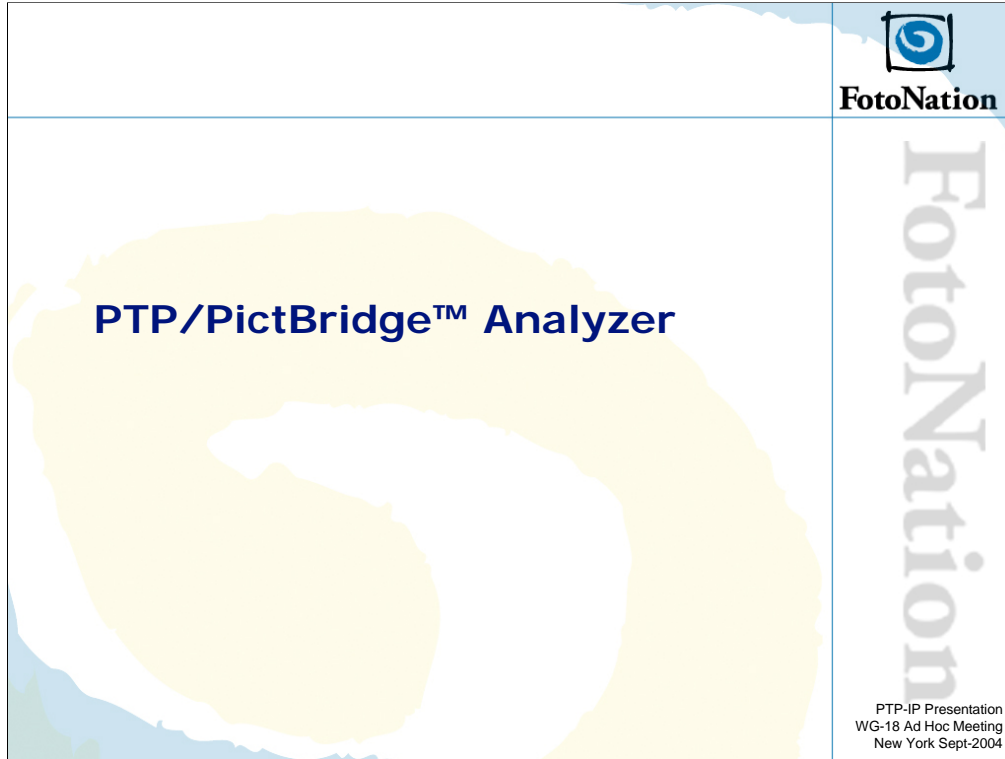 FotoNation
PTP/PictBridge™ Analyzer
FotoNation
PTP-IP Presentation
WG-18 Ad Hoc Meeting
New York Sept-2004